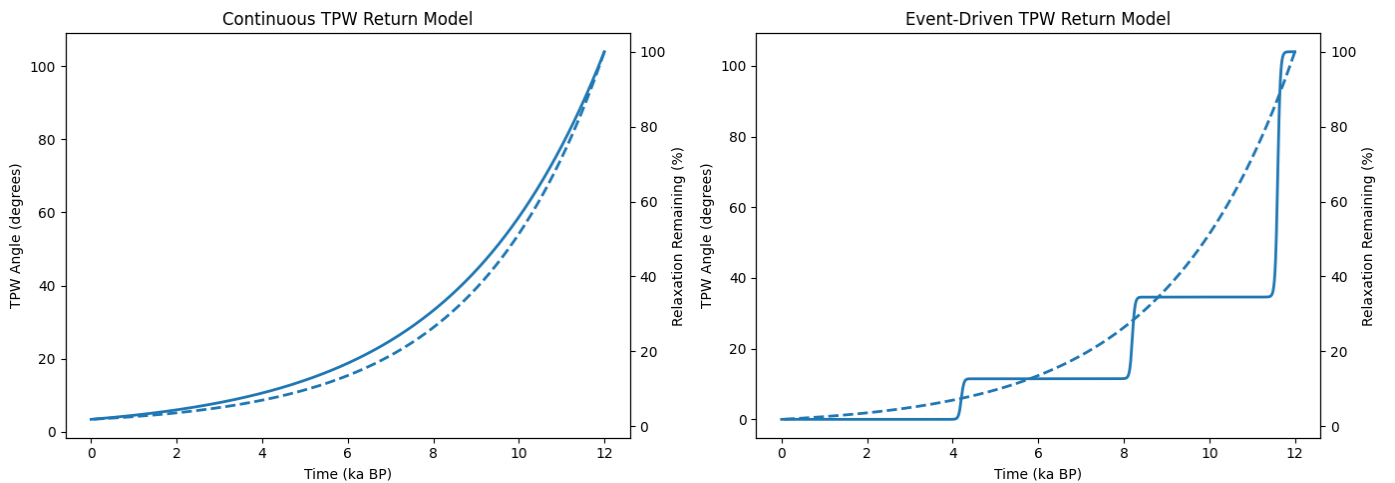 Continuous TPW Return Model
TPW Angle (degrees)
100
80
60
40
20
0
0 2 4 6 8 10 12
Time (ka BP)
100
80
60
40
20
0
Relaxation Remaining (%)
Event-Driven TPW Return Model
TPW Angle (degrees)
100
80
60
40
20
0
0 2 4 6 8 10 12
Time (ka BP)
100
80
60
40
20
0
Relaxation Remaining (%)